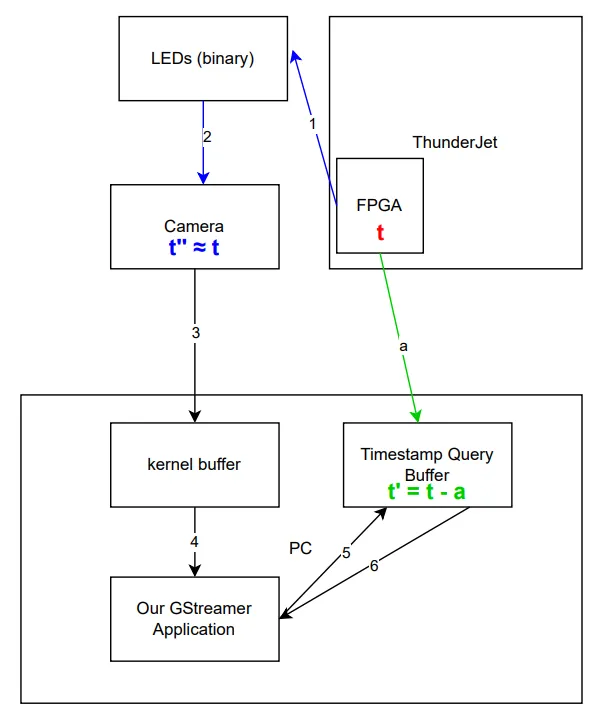 LEDs (binary)
1
2
ThunderJet
FPGA
t
Camera
t" ≈ t
3
a
kernel buffer
Timestamp Query
Buffer
t' = t - a
4
PC
5
6
Our GStreamer
Application